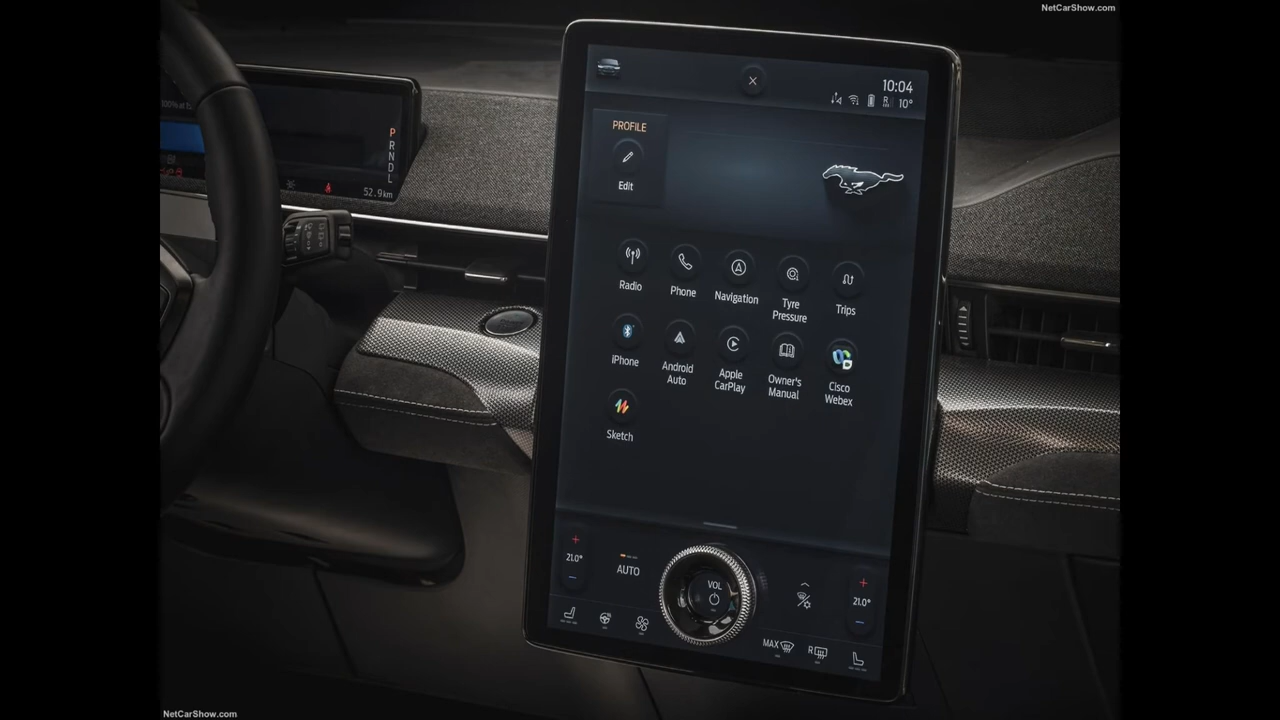 NetCarShow.com
10:04
R
10°
PROFILE
Edit
P
R
N
D
L
52.9km
Radio
Phone
Navigation
Tyre
Pressure
Trips
iPhone
Android
Auto
Apple
CarPlay
Owner's
Manual
Cisco
Webex
Sketch
21.0°
AUTO
VOL
21.0°
MAX
R
NetCarShow.com